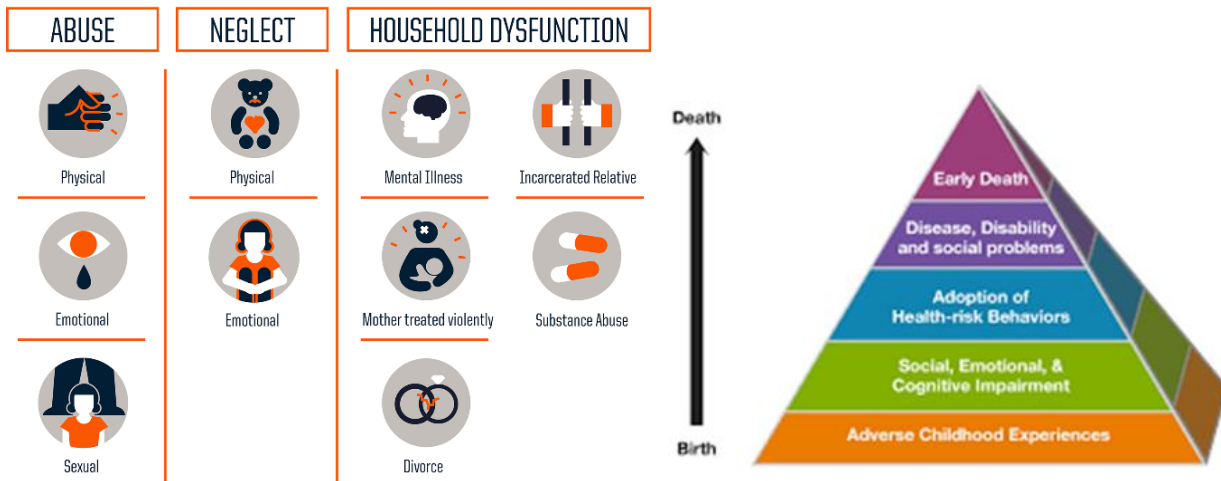 ABUSE
NEGLECT
HOUSEHOLD DYSFUNCTION
Physical
Emotional
Sexual
Physical
Emotional
Mental Illness
Incarcerated Relative
Mother treated violently
Substance Abuse
Divorce
Death
Birth
Early Death
Disease, Disability
and social problems
Adoption of
Health-risk Behaviors
Social, Emotional, &
Cognitive Impairment
Adverse Childhood Experiences